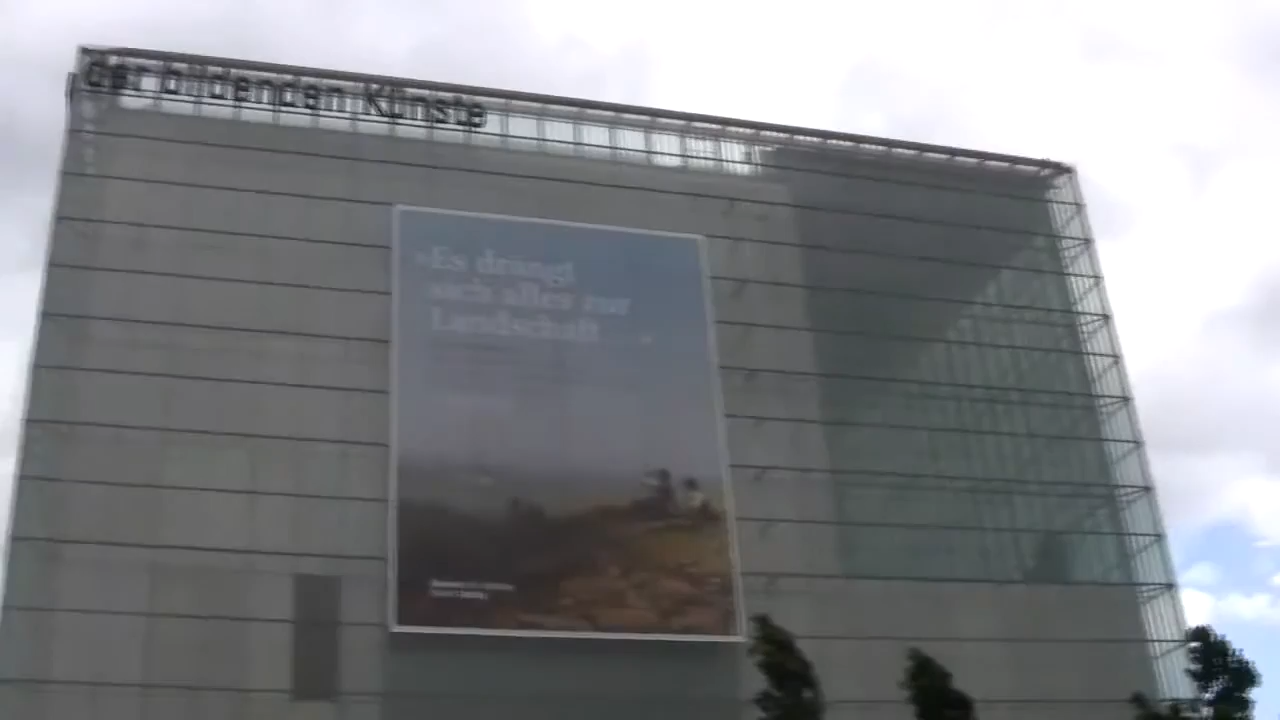 der bildenden Künste
»Es drängt
sich alles zur
Landschaft